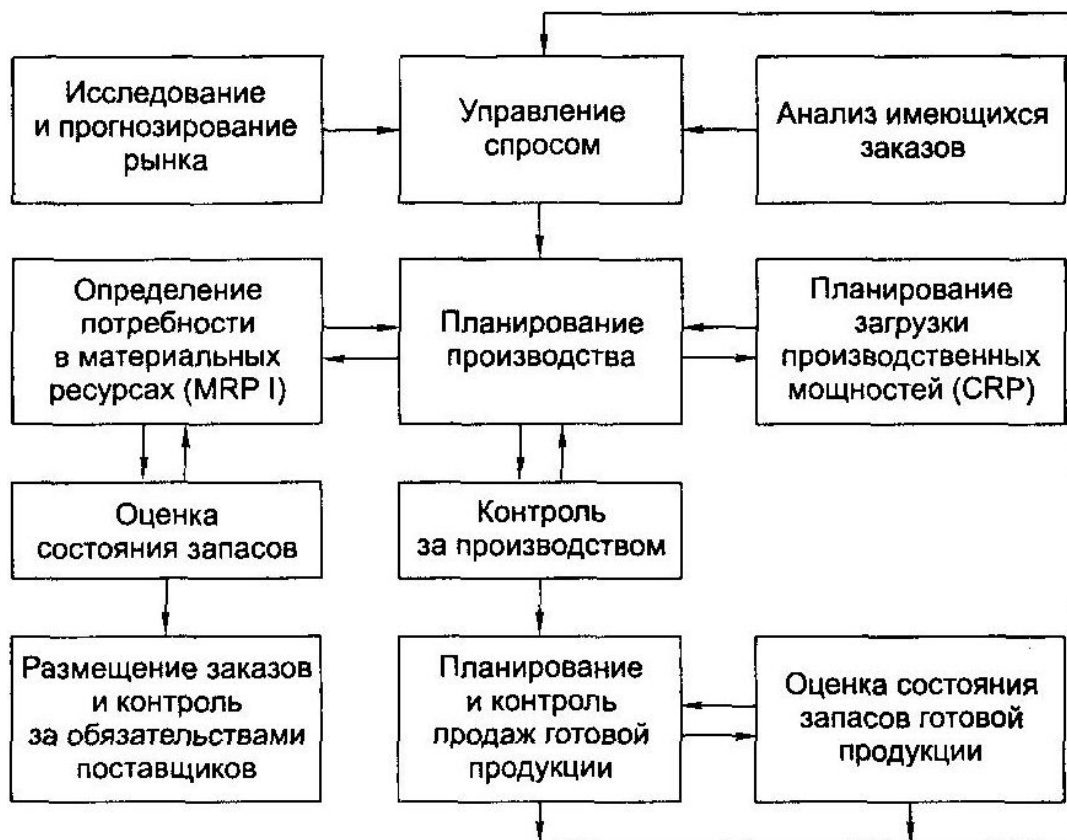 Исследование
и прогнозирование
рынка
Управление
спросом
Анализ имеющихся
заказов
Определение
потребности
в материальных
ресурсах (MRP I)
Планирование
производства
Планирование
загрузки
производственных
мощностей (CRP)
Оценка
состояния запасов
Контроль
за производством
Размещение заказов
и контроль
за обязательствами
поставщиков
Планирование
и контроль
продаж готовой
продукции
Оценка состояния
запасов готовой
продукции